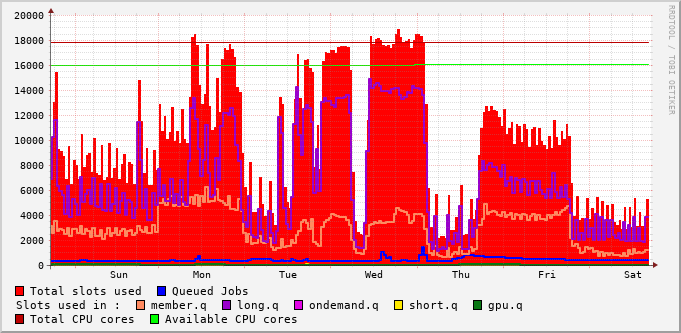 20000
18000
16000
14000
12000
10000
8000
6000
4000
2000
0
Sun Mon Tue Wed Thu Fri Sat
RRDTOOL / TOBI OETIKER
Total slots used Queued Jobs
Slots used in : member.q long.q ondemand.q short.q gpu.q
Total CPU cores Available CPU cores